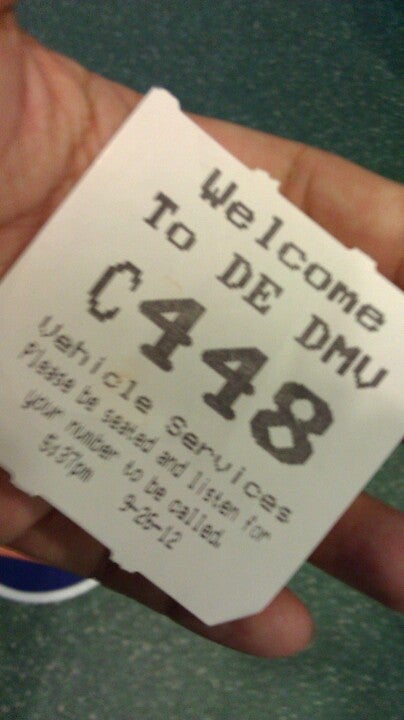 Welcome
To DE DMV
C448
Vehicle Services
Please be seated and listen for
your number to be called.
5:37pm 9-26-12